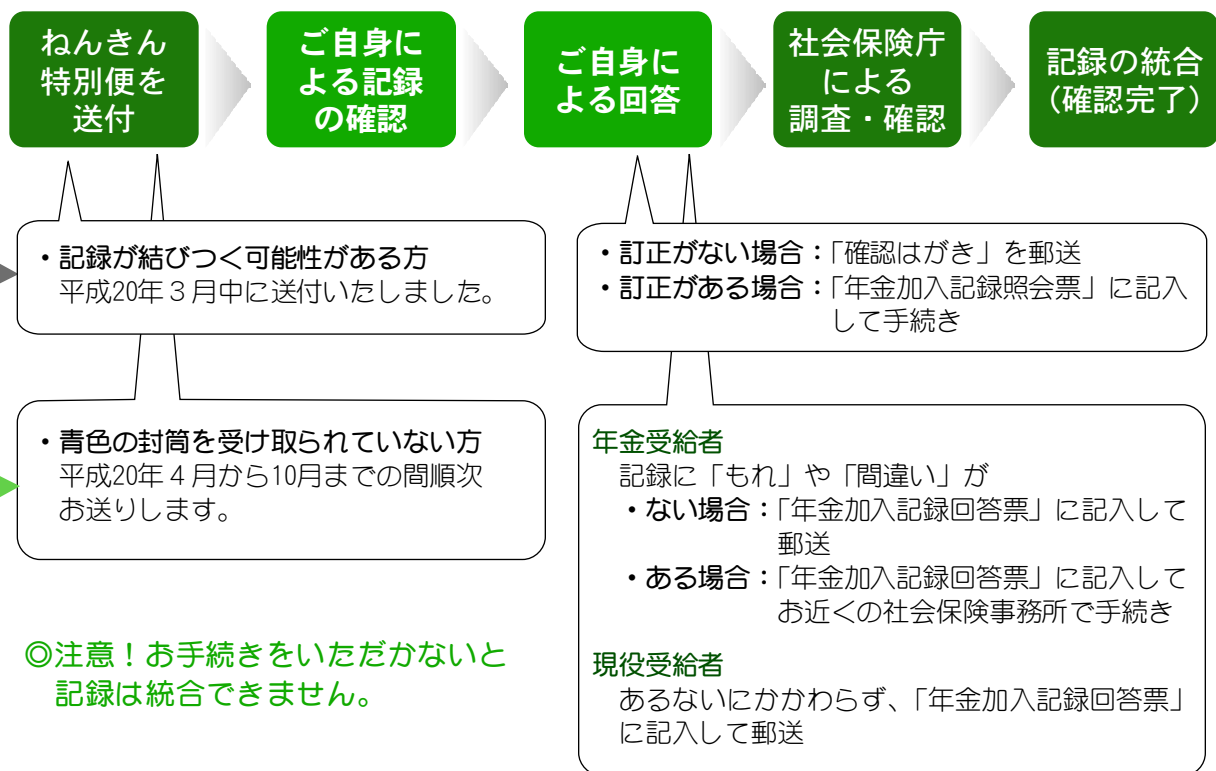 ねんきん
特別便を
送付
ご自身に
よる記録
の確認
ご自身に
よる回答
社会保険庁
による
調査・確認
記録の統合
（確認完了）
・記録が結びつく可能性がある方
平成20年３月中に送付いたしました。
・青色の封筒を受け取られていない方
平成20年４月から10月までの間順次
お送りします。
◎注意！お手続きをいただかないと
記録は統合できません。
・訂正がない場合：「確認はがき」を郵送
・訂正がある場合：「年金加入記録照会票」に記入
して手続き
年金受給者
記録に「もれ」や「間違い」が
・ない場合：「年金加入記録回答票」に記入して
郵送
・ある場合：「年金加入記録回答票」に記入して
お近くの社会保険事務所で手続き
現役受給者
あるないにかかわらず、「年金加入記録回答票」
に記入して郵送